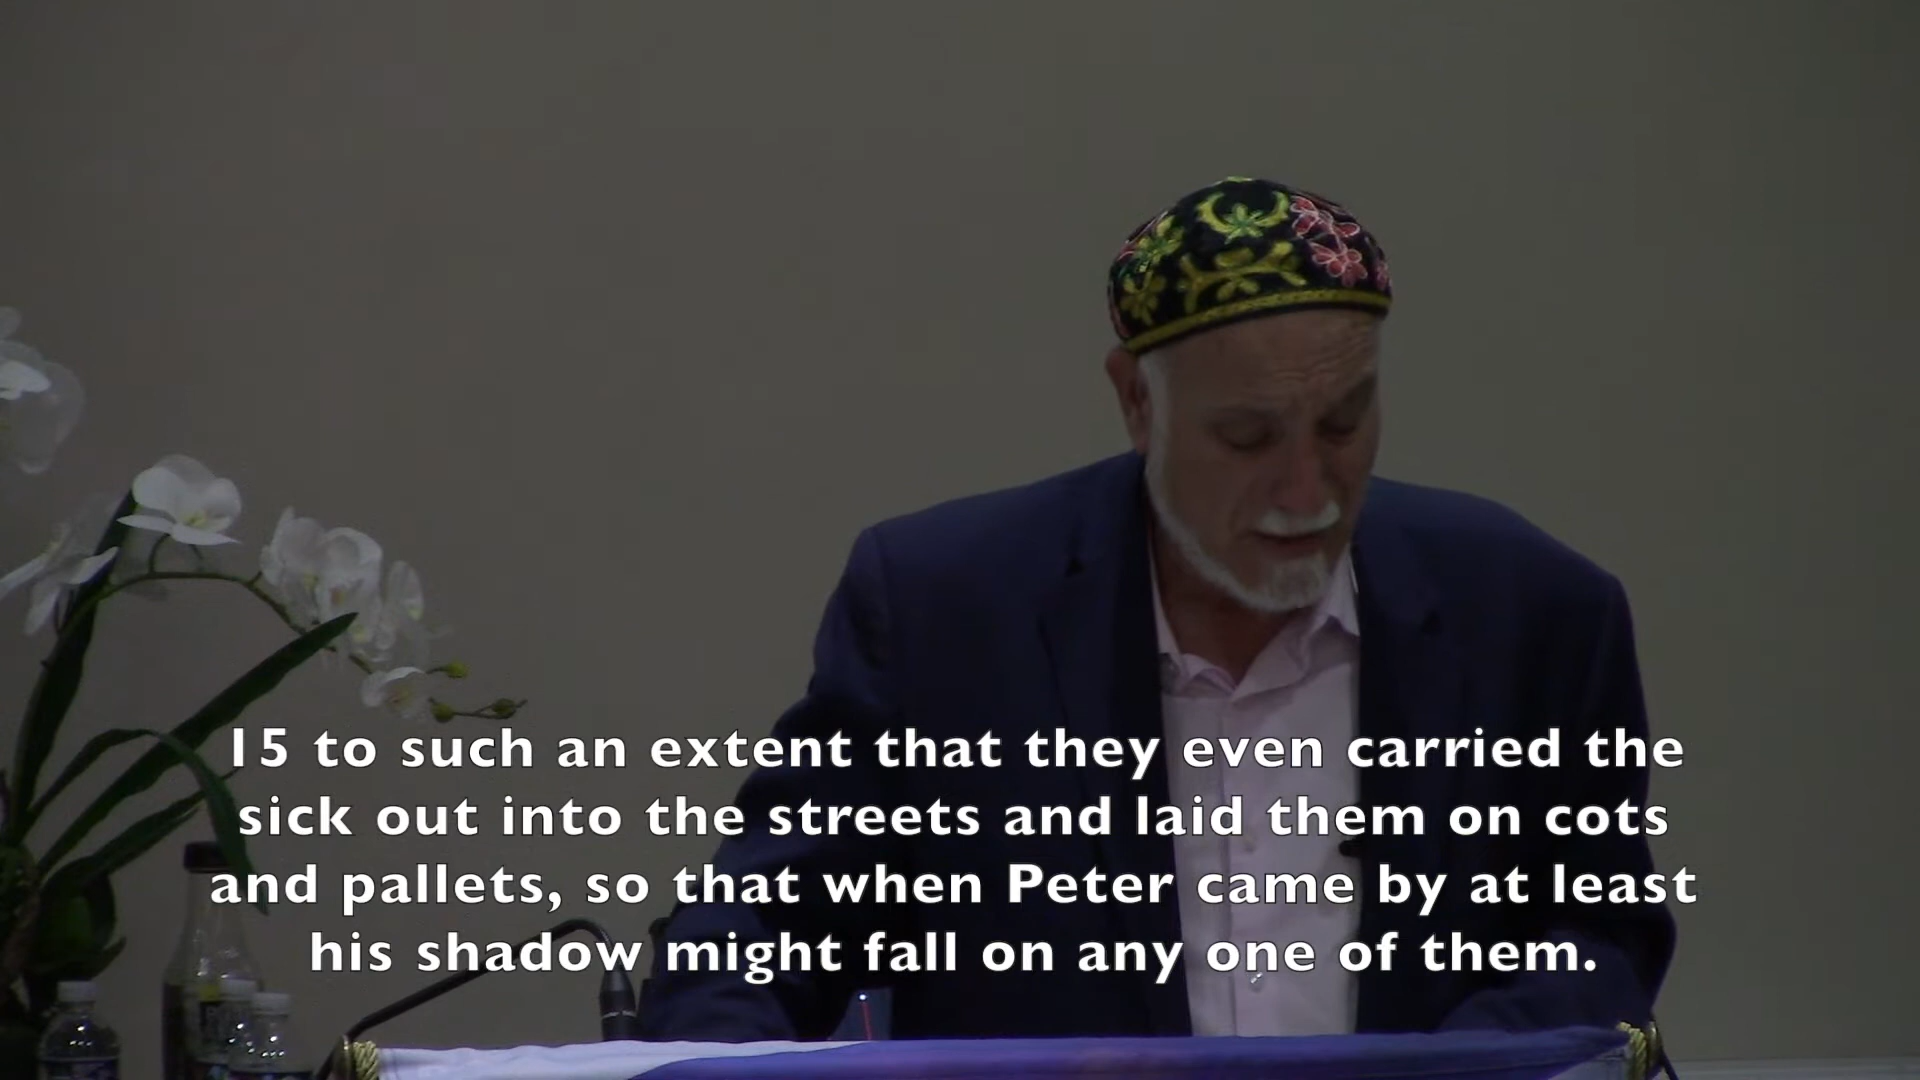 15 to such an extent that they even carried the
sick out into the streets and laid them on cots
and pallets, so that when Peter came by at least
his shadow might fall on any one of them.